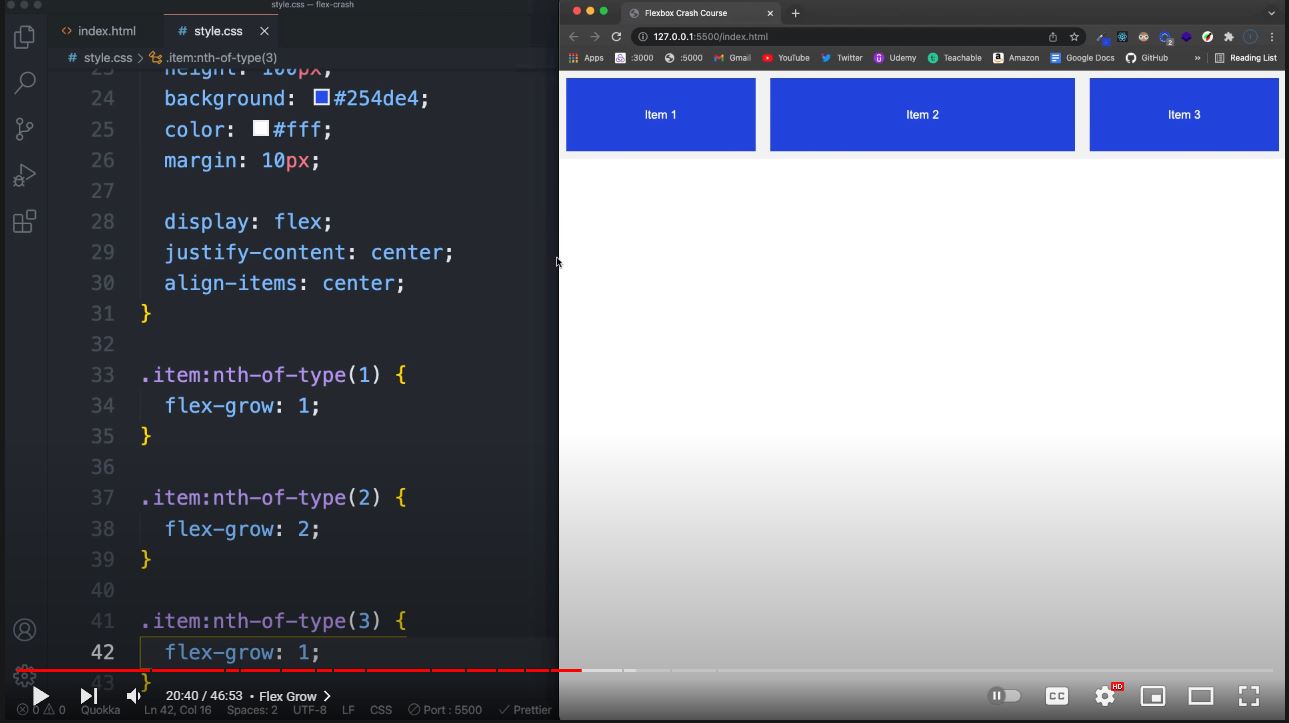 style.css — flex-crash
index.html
style.css
style.css > .item:nth-of-type(3)
23 height: 100px;
24 background: #254de4;
25 color: #fff;
26 margin: 10px;
27
28 display: flex;
29 justify-content: center;
30 align-items: center;
31 }
32
33 .item:nth-of-type(1) {
34 flex-grow: 1;
35 }
36
37 .item:nth-of-type(2) {
38 flex-grow: 2;
39 }
40
41 .item:nth-of-type(3) {
42 flex-grow: 1;
43 }
0 0 Quokka Ln 42, Col 16 Spaces: 2 UTF-8 LF CSS Port : 5500 Prettier
Flexbox Crash Course
127.0.0.1:5500/index.html
Apps :3000 :5000 Gmail YouTube Twitter Udemy Teachable Amazon Google Docs GitHub » Reading List
Item 1 Item 2 Item 3
20:40 / 46:53 • Flex Grow >
CC HD